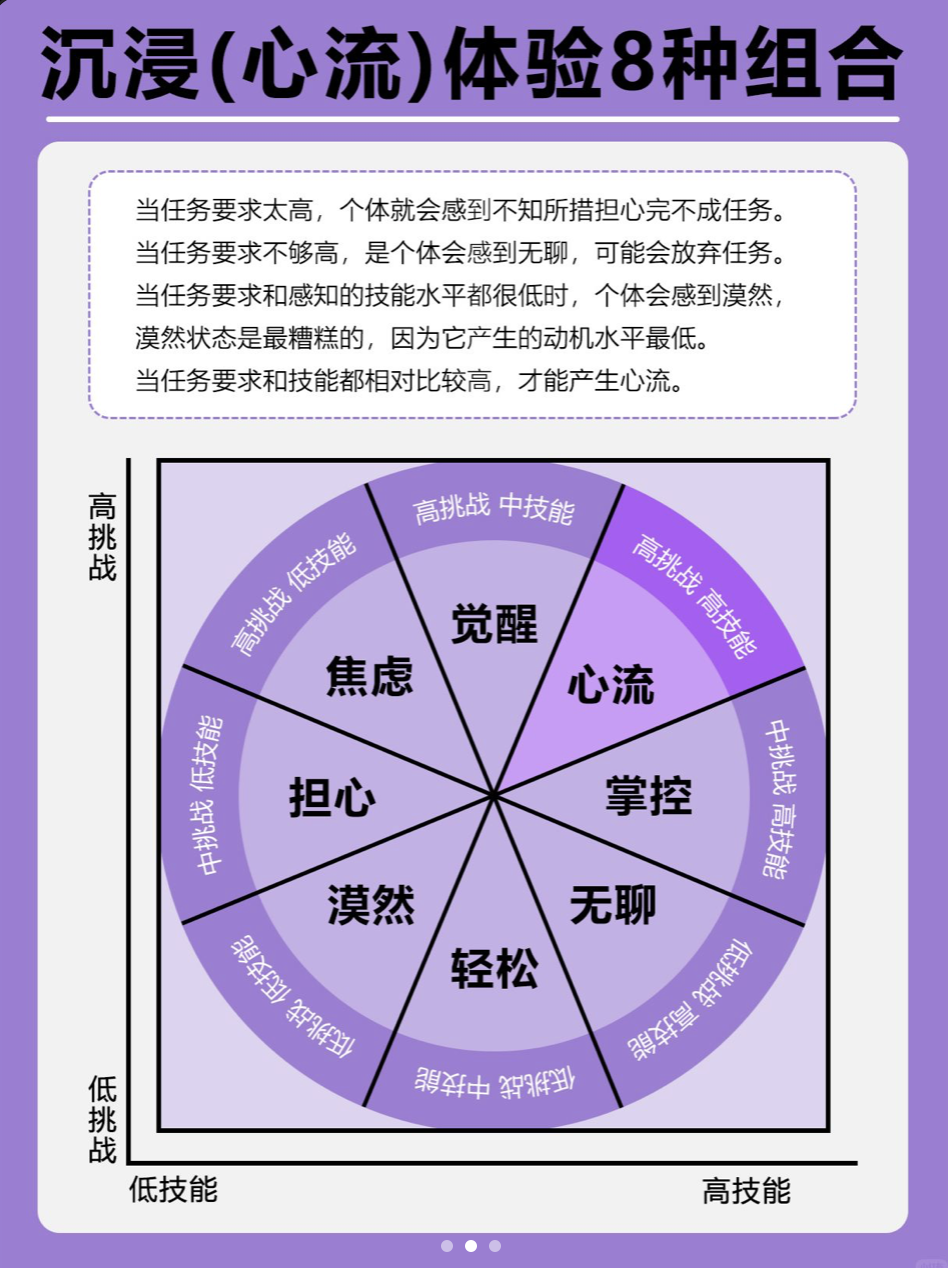 沉浸(心流)体验8种组合
当任务要求太高，个体就会感到不知所措担心完不成任务。
当任务要求不够高，是个体会感到无聊，可能会放弃任务。
当任务要求和感知的技能水平都很低时，个体会感到漠然，
漠然状态是最糟糕的，因为它产生的动机水平最低。
当任务要求和技能都相对比较高，才能产生心流。
高挑战
高挑战 低技能
高挑战 中技能
高挑战 高技能
焦虑
觉醒
心流
中挑战 低技能
担心
掌控
中挑战 高技能
漠然
轻松
无聊
低挑战 低技能
低挑战 中技能
低挑战 高技能
低挑战
低技能
高技能